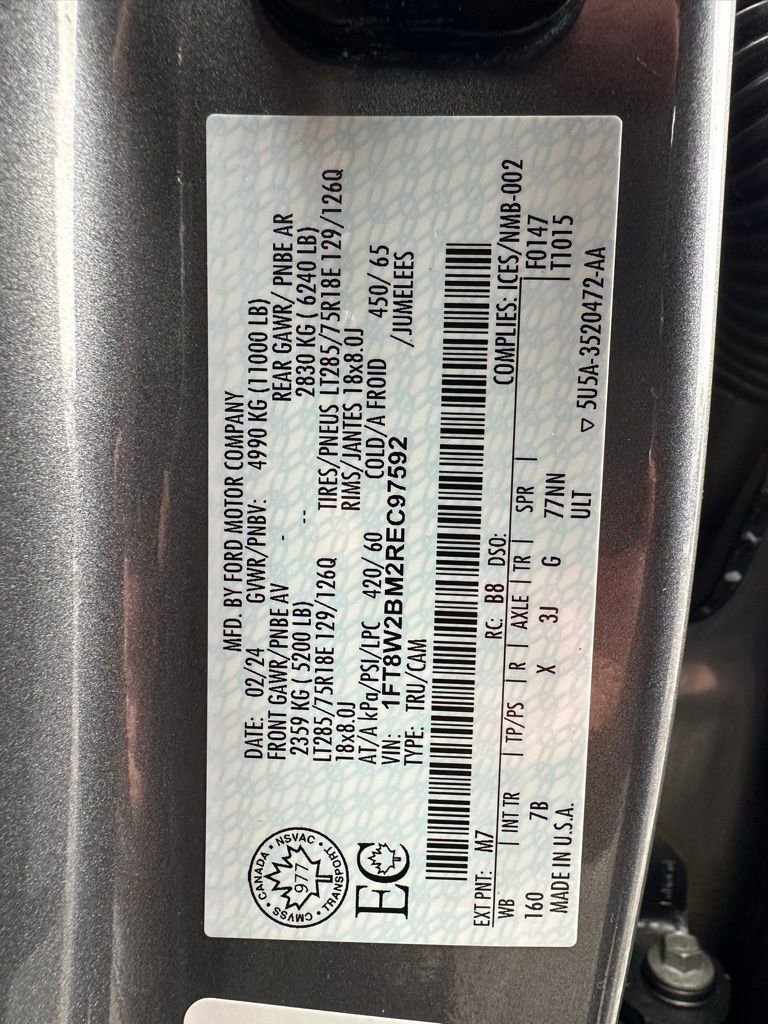 MFD. BY FORD MOTOR COMPANY
DATE: 02/24 GVWR/PNBV: 4990 KG (11000 LB)
FRONT GAWR/PNBE AV - REAR GAWR/ PNBE AR
2359 KG ( 5200 LB) -- 2830 KG ( 6240 LB)
LT285/75R18E 129/126Q TIRES/PNEUS LT285/75R18E 129/126Q
18x8.0J RIMS/JANTES 18x8.0J
AT/A kPa/PSI/LPC 420/60 COLD/A FROID 450/ 65
VIN: 1FT8W2BM2REC97592 /JUMELEES
TYPE: TRU/CAM
CMVSS • CANADA • NSVAC • TRANSPORT •
977
EC
EXT PNT: M7 RC: B8 DSO: COMPLIES: ICES/NMB-002
WB | INT TR | TP/PS | R | AXLE | TR | SPR | F0147
160 7B X 3J G 77NN T1015
MADE IN U.S.A. ULT
▽ 5U5A-3520472-AA